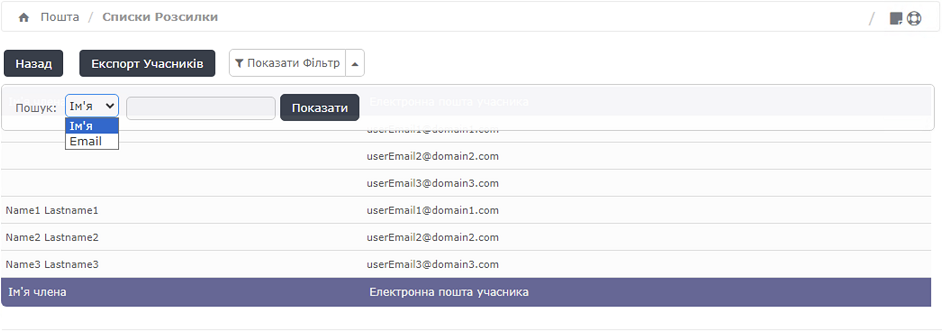 Пошта / Списки Розсилки /
Назад Експорт Учасників Показати Фільтр
Електронна пошта учасника
Пошук: Ім'я Показати
Ім'я
userEmail1@domain1.com
Email
userEmail2@domain2.com
userEmail3@domain3.com
Name1 Lastname1 userEmail1@domain1.com
Name2 Lastname2 userEmail2@domain2.com
Name3 Lastname3 userEmail3@domain3.com
Ім'я члена Електронна пошта учасника